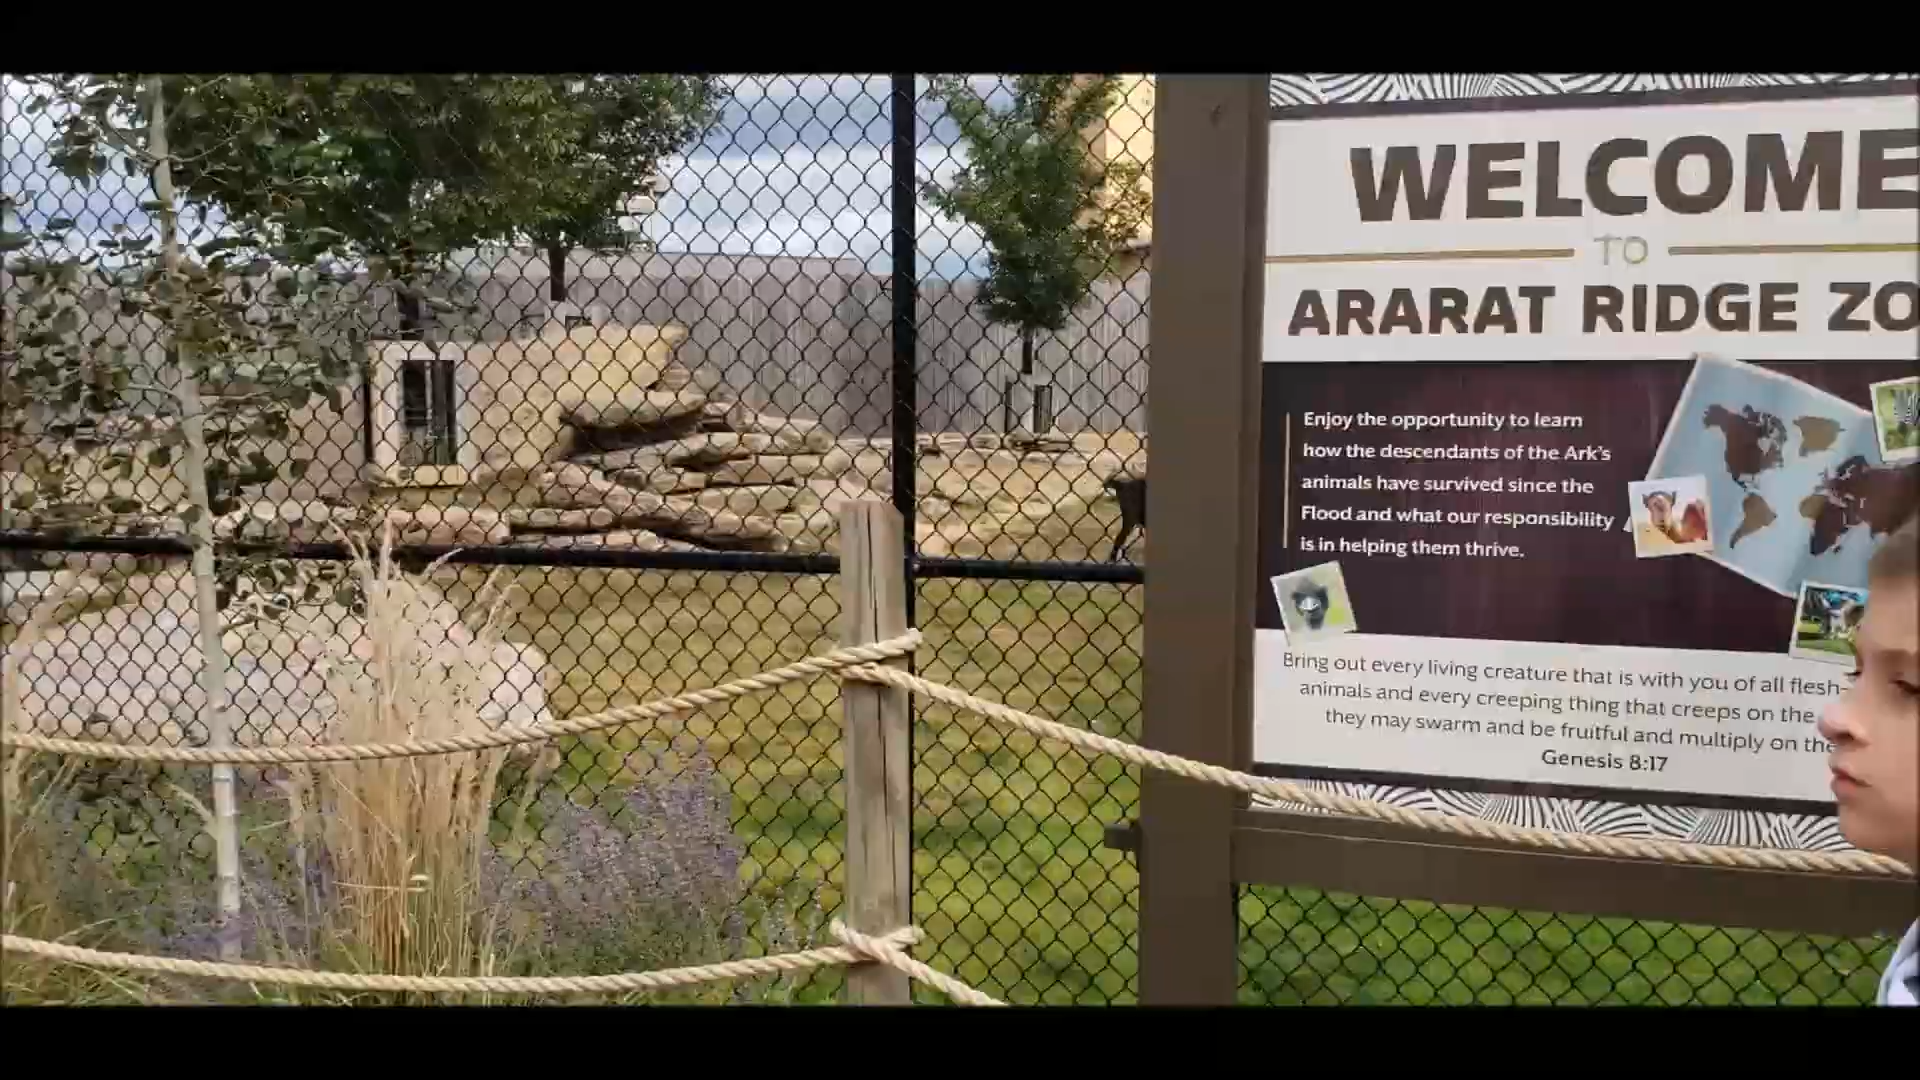 WELCOME
TO
ARARAT RIDGE ZO
Enjoy the opportunity to learn
how the descendants of the Ark's
animals have survived since the
Flood and what our responsibility
is in helping them thrive.
Bring out every living creature that is with you of all flesh-
animals and every creeping thing that creeps on the
they may swarm and be fruitful and multiply on the
Genesis 8:17